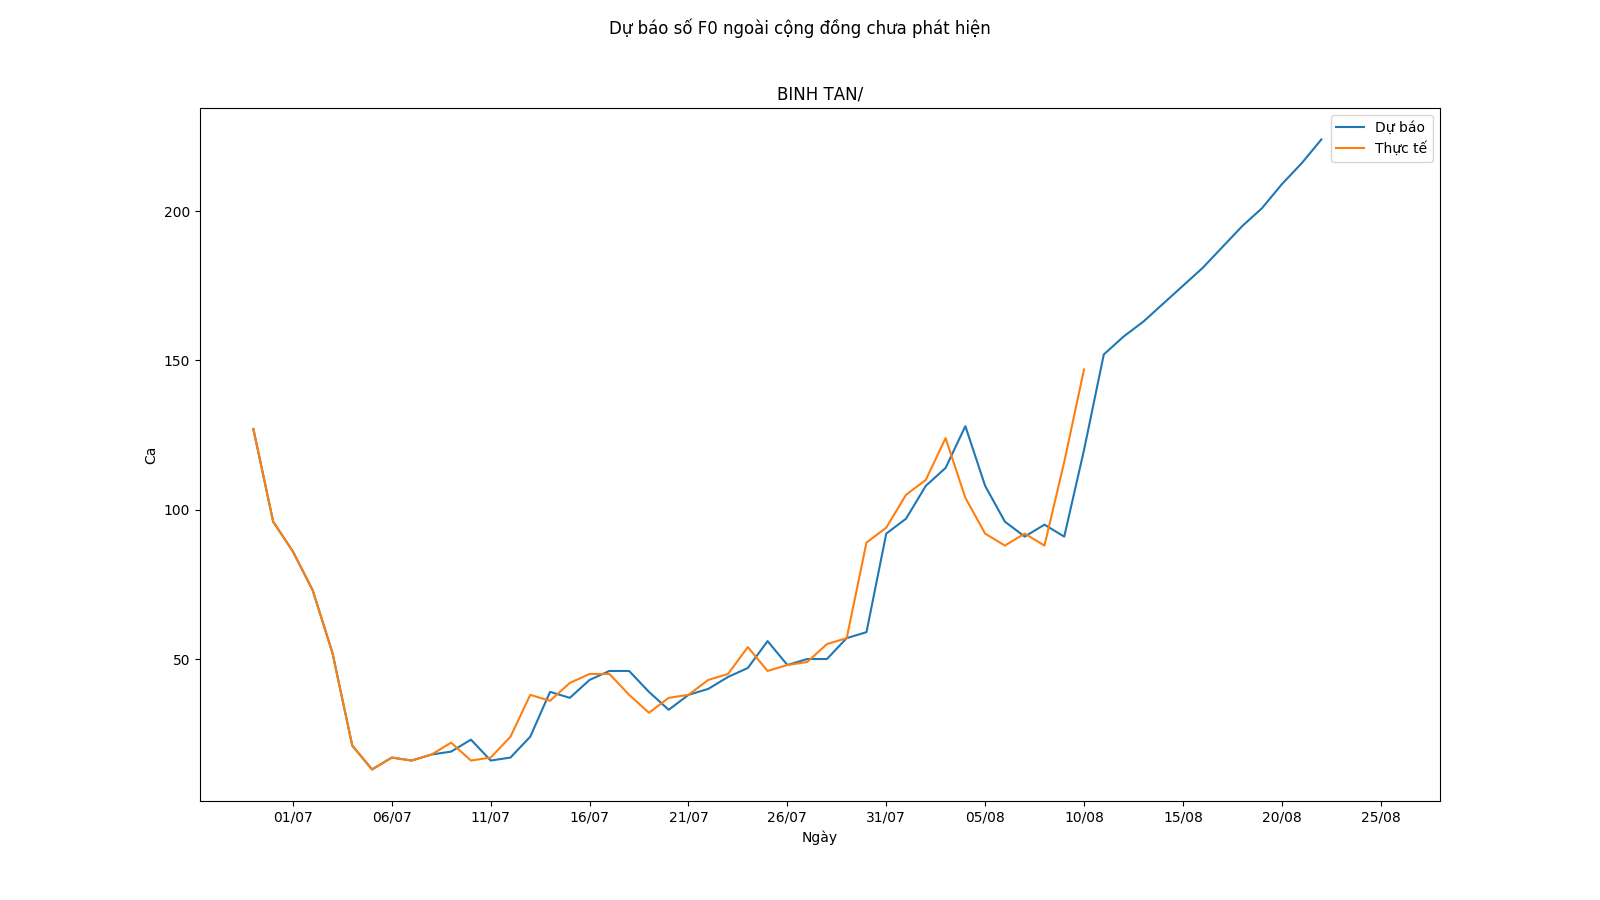 Dự báo số F0 ngoài cộng đồng chưa phát hiện
BINH TAN/
Dự báo
Thực tế
200
150
100
50
Ca
01/07 06/07 11/07 16/07 21/07 26/07 31/07 05/08 10/08 15/08 20/08 25/08
Ngày